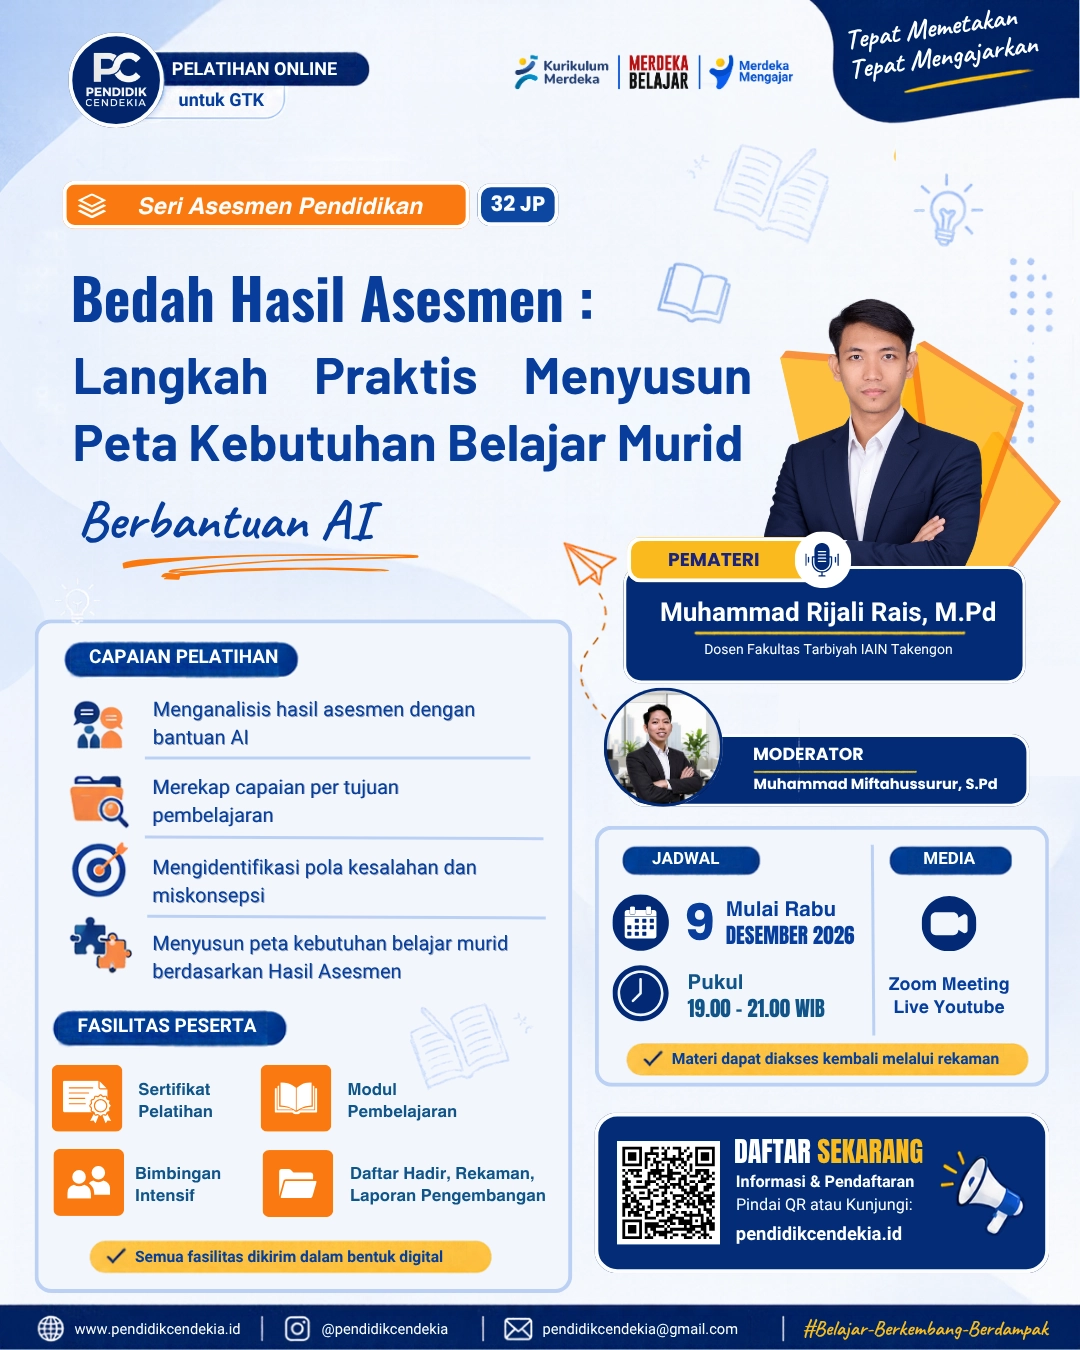 PC
PENDIDIK
CENDEKIA
PELATIHAN ONLINE
untuk GTK
Kurikulum
Merdeka
MERDEKA
BELAJAR
Merdeka
Mengajar
Tepat Memetakan
Tepat Mengajarkan
Seri Asesmen Pendidikan
32 JP
Bedah Hasil Asesmen :
Langkah Praktis Menyusun
Peta Kebutuhan Belajar Murid
Berbantuan AI
PEMATERI
Muhammad Rijali Rais, M.Pd
Dosen Fakultas Tarbiyah IAIN Takengon
MODERATOR
Muhammad Miftahussurur, S.Pd
CAPAIAN PELATIHAN
Menganalisis hasil asesmen dengan
bantuan AI
Merekap capaian per tujuan
pembelajaran
Mengidentifikasi pola kesalahan dan
miskonsepsi
Menyusun peta kebutuhan belajar murid
berdasarkan Hasil Asesmen
FASILITAS PESERTA
Sertifikat
Pelatihan
Modul
Pembelajaran
Bimbingan
Intensif
Daftar Hadir, Rekaman,
Laporan Pengembangan
Semua fasilitas dikirim dalam bentuk digital
JADWAL
9
Mulai Rabu
DESEMBER 2026
Pukul
19.00 - 21.00 WIB
MEDIA
Zoom Meeting
Live Youtube
Materi dapat diakses kembali melalui rekaman
DAFTAR SEKARANG
Informasi & Pendaftaran
Pindai QR atau Kunjungi:
pendidikcendekia.id
www.pendidikcendekia.id
@pendidikcendekia
pendidikcendekia@gmail.com
#Belajar-Berkembang-Berdampak